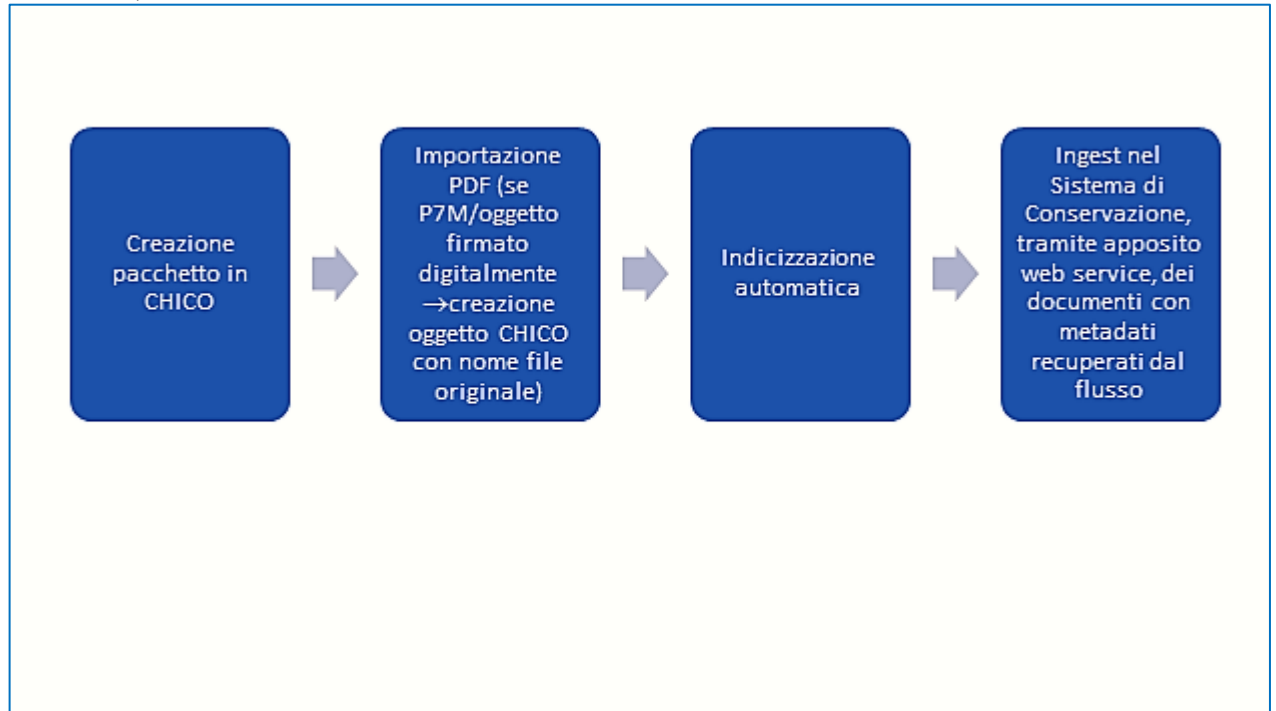 Creazione
pacchetto in
CHICO
Importazione
PDF (se
P7M/oggetto
firmato
digitalmente
→creazione
oggetto CHICO
con nome file
originale)
Indicizzazione
automatica
Ingest nel
Sistema di
Conservazione,
tramite apposito
web service, dei
documenti con
metadati
recuperati dal
flusso